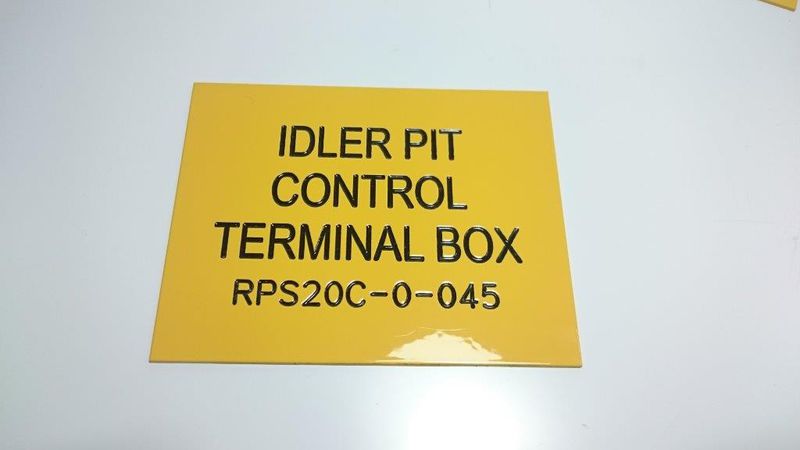 IDLER PIT
CONTROL
TERMINAL BOX
RPS20C-0-045